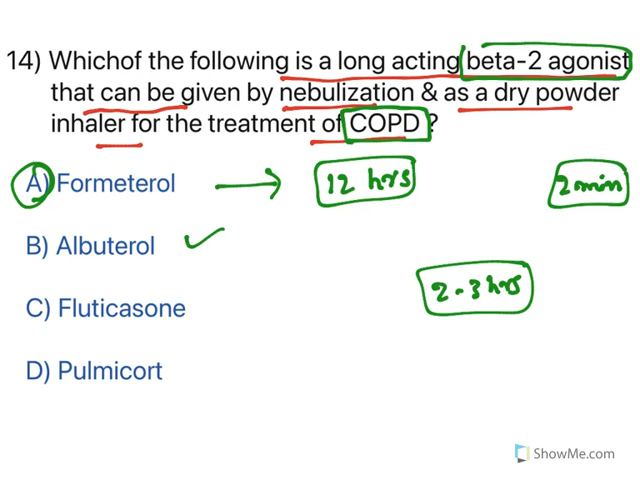 14) Whichof the following is a long acting beta-2 agonist
that can be given by nebulization & as a dry powder
inhaler for the treatment of COPD ?
A) Formeterol → 12 hrs 2 min
B) Albuterol ✓
2-3 hrs
C) Fluticasone
D) Pulmicort
ShowMe.com